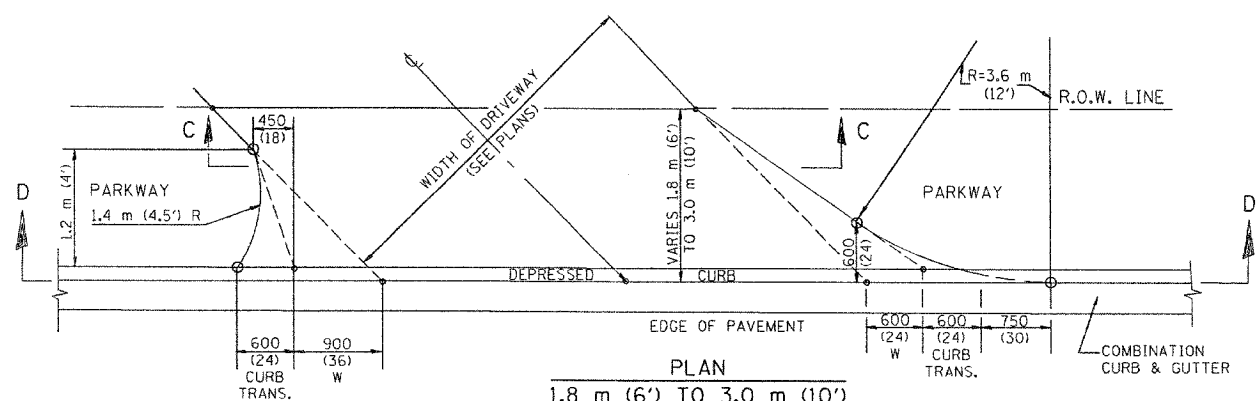 R=3.6 m
(12')
R.O.W. LINE
℄
WIDTH OF DRIVEWAY
(SEE PLANS)
C
450
(18)
C
VARIES 1.8 m (6')
TO 3.0 m (10')
D
1.2 m (4')
PARKWAY
1.4 m (4.5') R
PARKWAY
D
600
(24)
DEPRESSED CURB
EDGE OF PAVEMENT
600
(24)
CURB
TRANS.
900
(36)
W
600
(24)
W
600
(24)
CURB
TRANS.
750
(30)
COMBINATION
CURB & GUTTER
PLAN
1.8 m (6') TO 3.0 m (10')